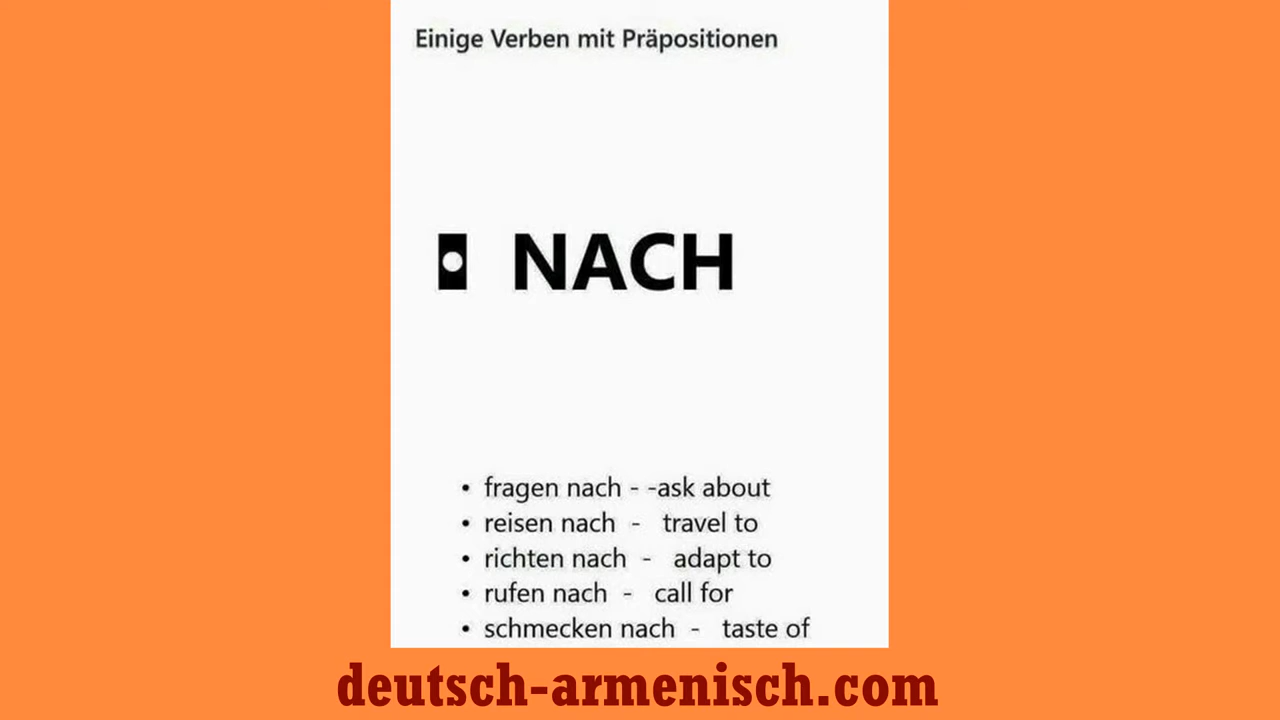 Einige Verben mit Präpositionen
NACH
• fragen nach - -ask about
• reisen nach - travel to
• richten nach - adapt to
• rufen nach - call for
• schmecken nach - taste of
deutsch-armenisch.com